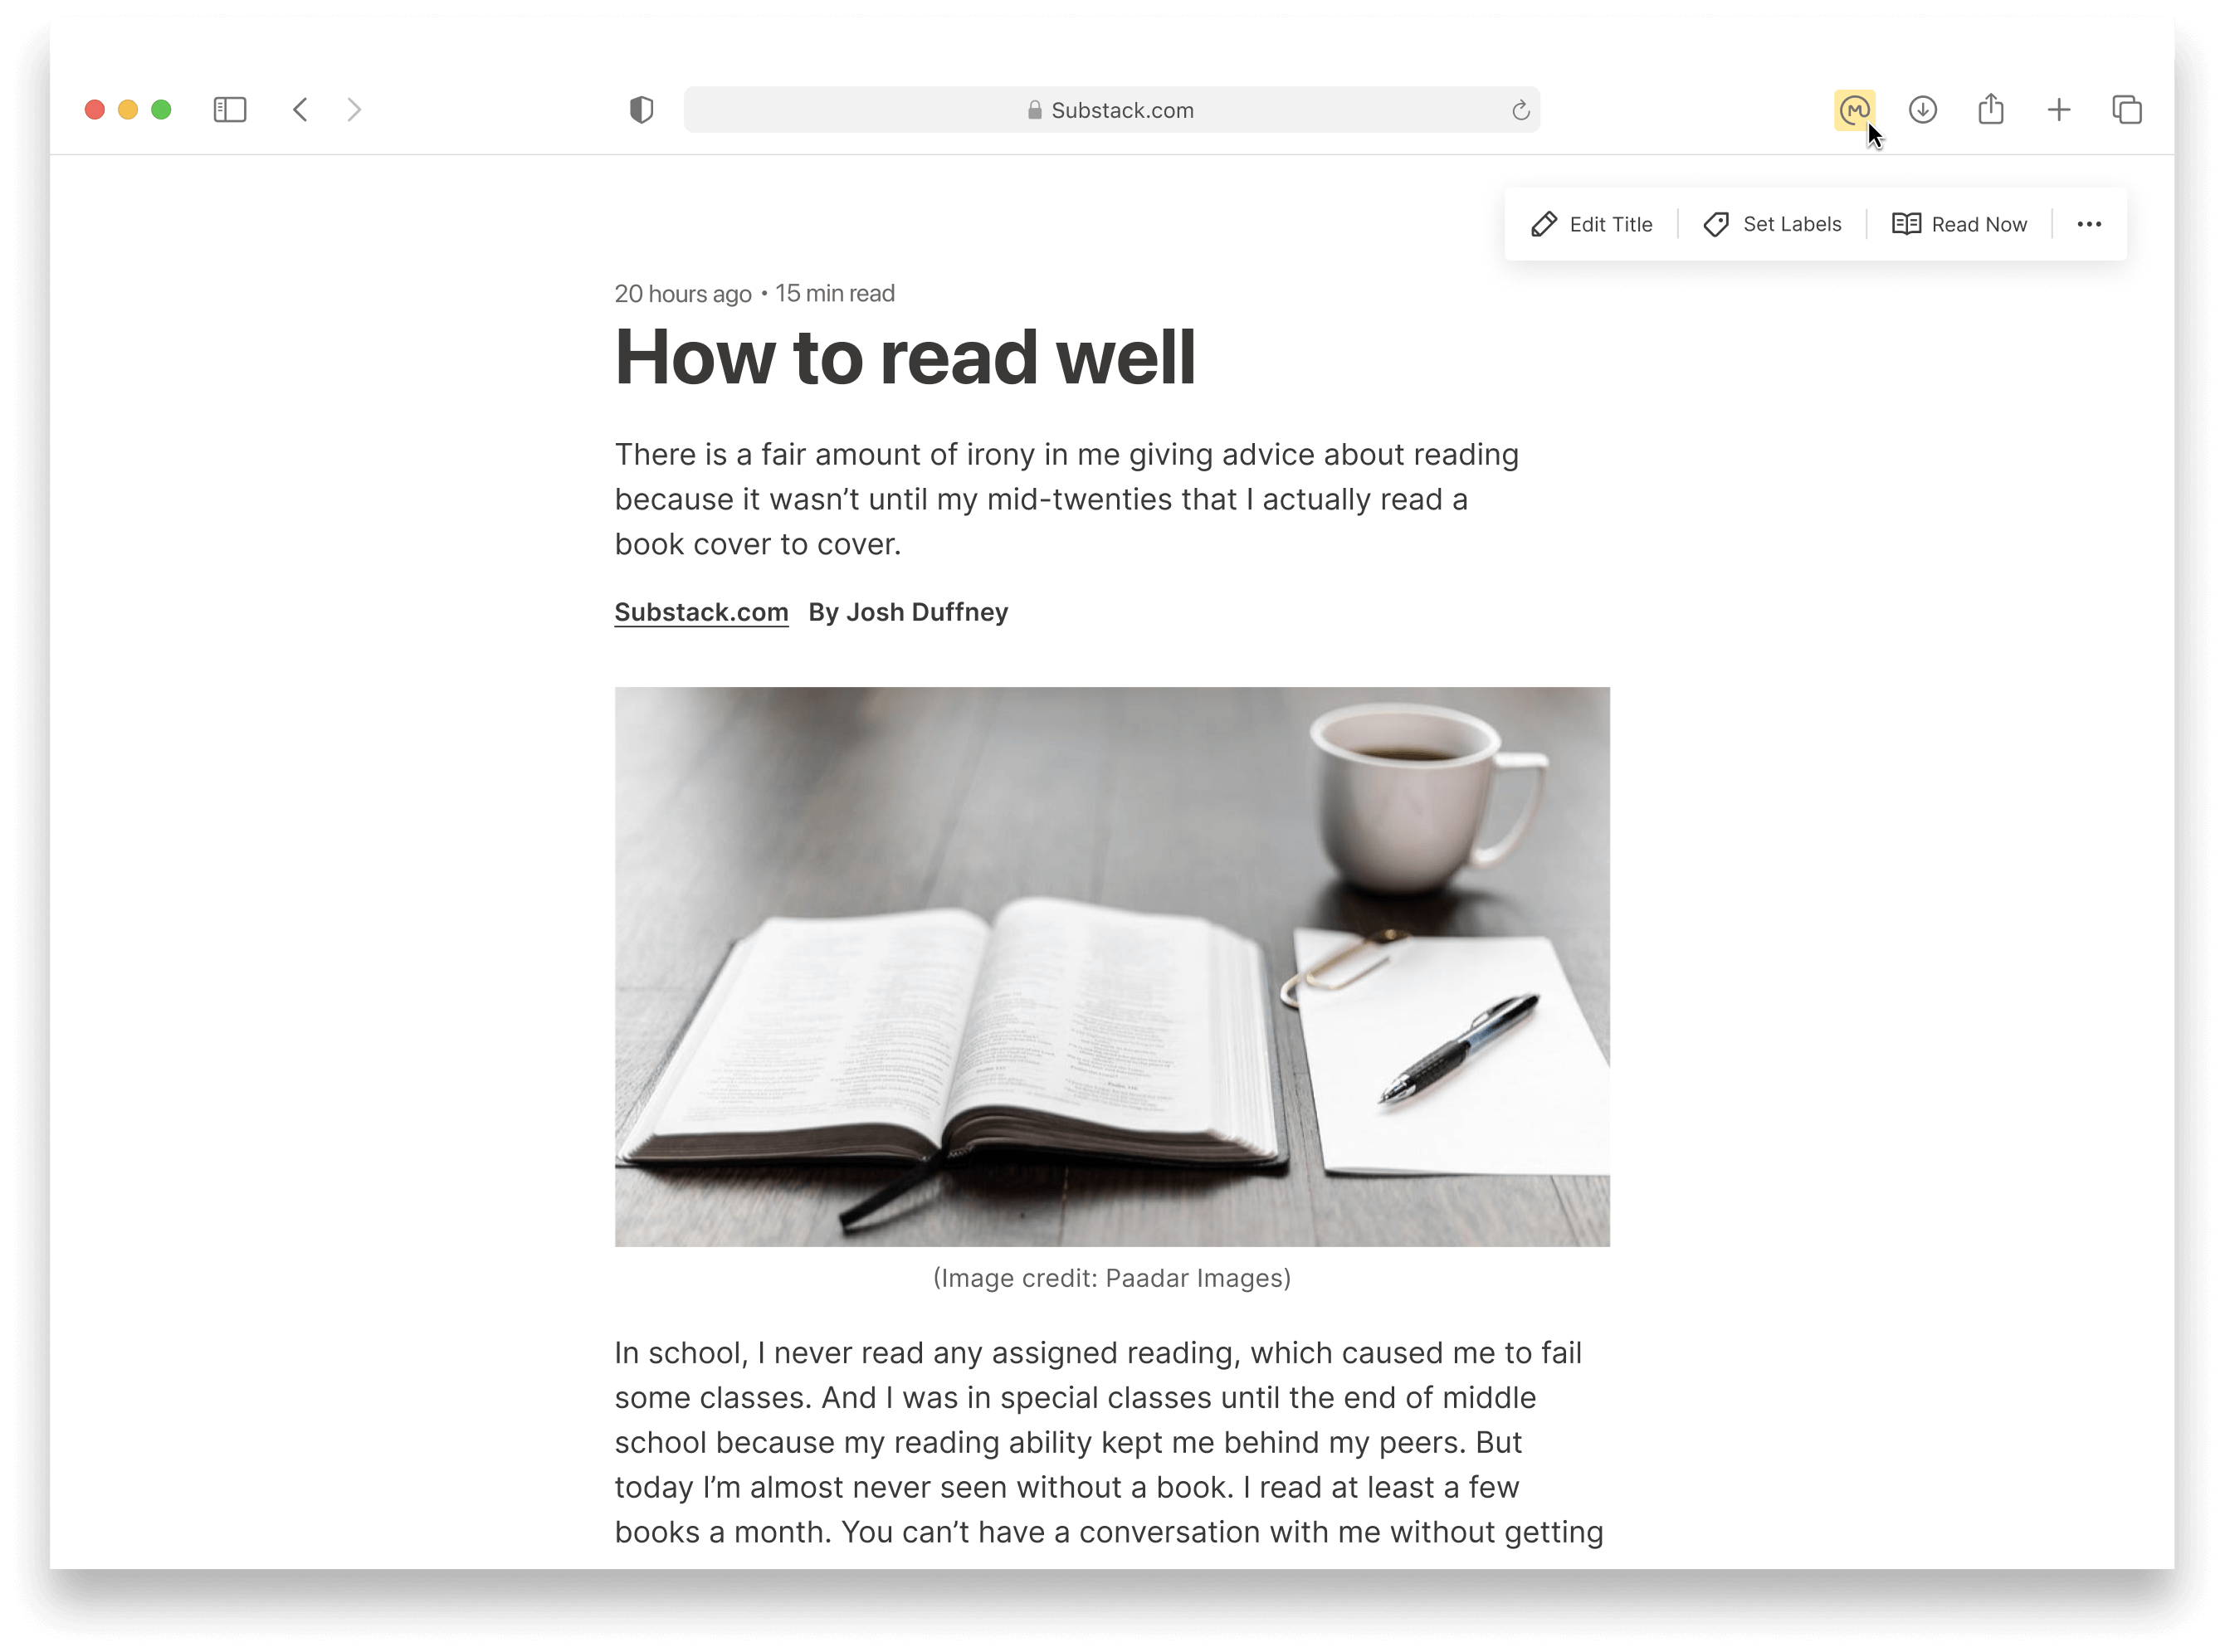 Substack.com
Edit Title
Set Labels
Read Now
20 hours ago • 15 min read
How to read well
There is a fair amount of irony in me giving advice about reading
because it wasn’t until my mid-twenties that I actually read a
book cover to cover.
Substack.com By Josh Duffney
(Image credit: Paadar Images)
In school, I never read any assigned reading, which caused me to fail
some classes. And I was in special classes until the end of middle
school because my reading ability kept me behind my peers. But
today I’m almost never seen without a book. I read at least a few
books a month. You can’t have a conversation with me without getting